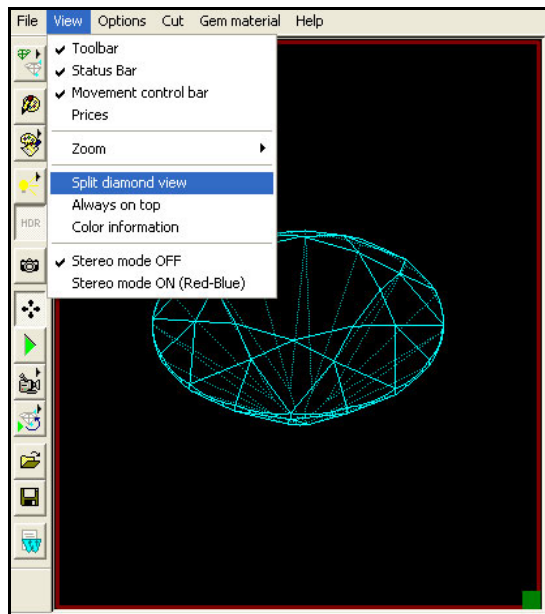 File View Options Cut Gem material Help
Toolbar
Status Bar
Movement control bar
Prices
Zoom
Split diamond view
Always on top
Color information
HDR
Stereo mode OFF
Stereo mode ON (Red-Blue)